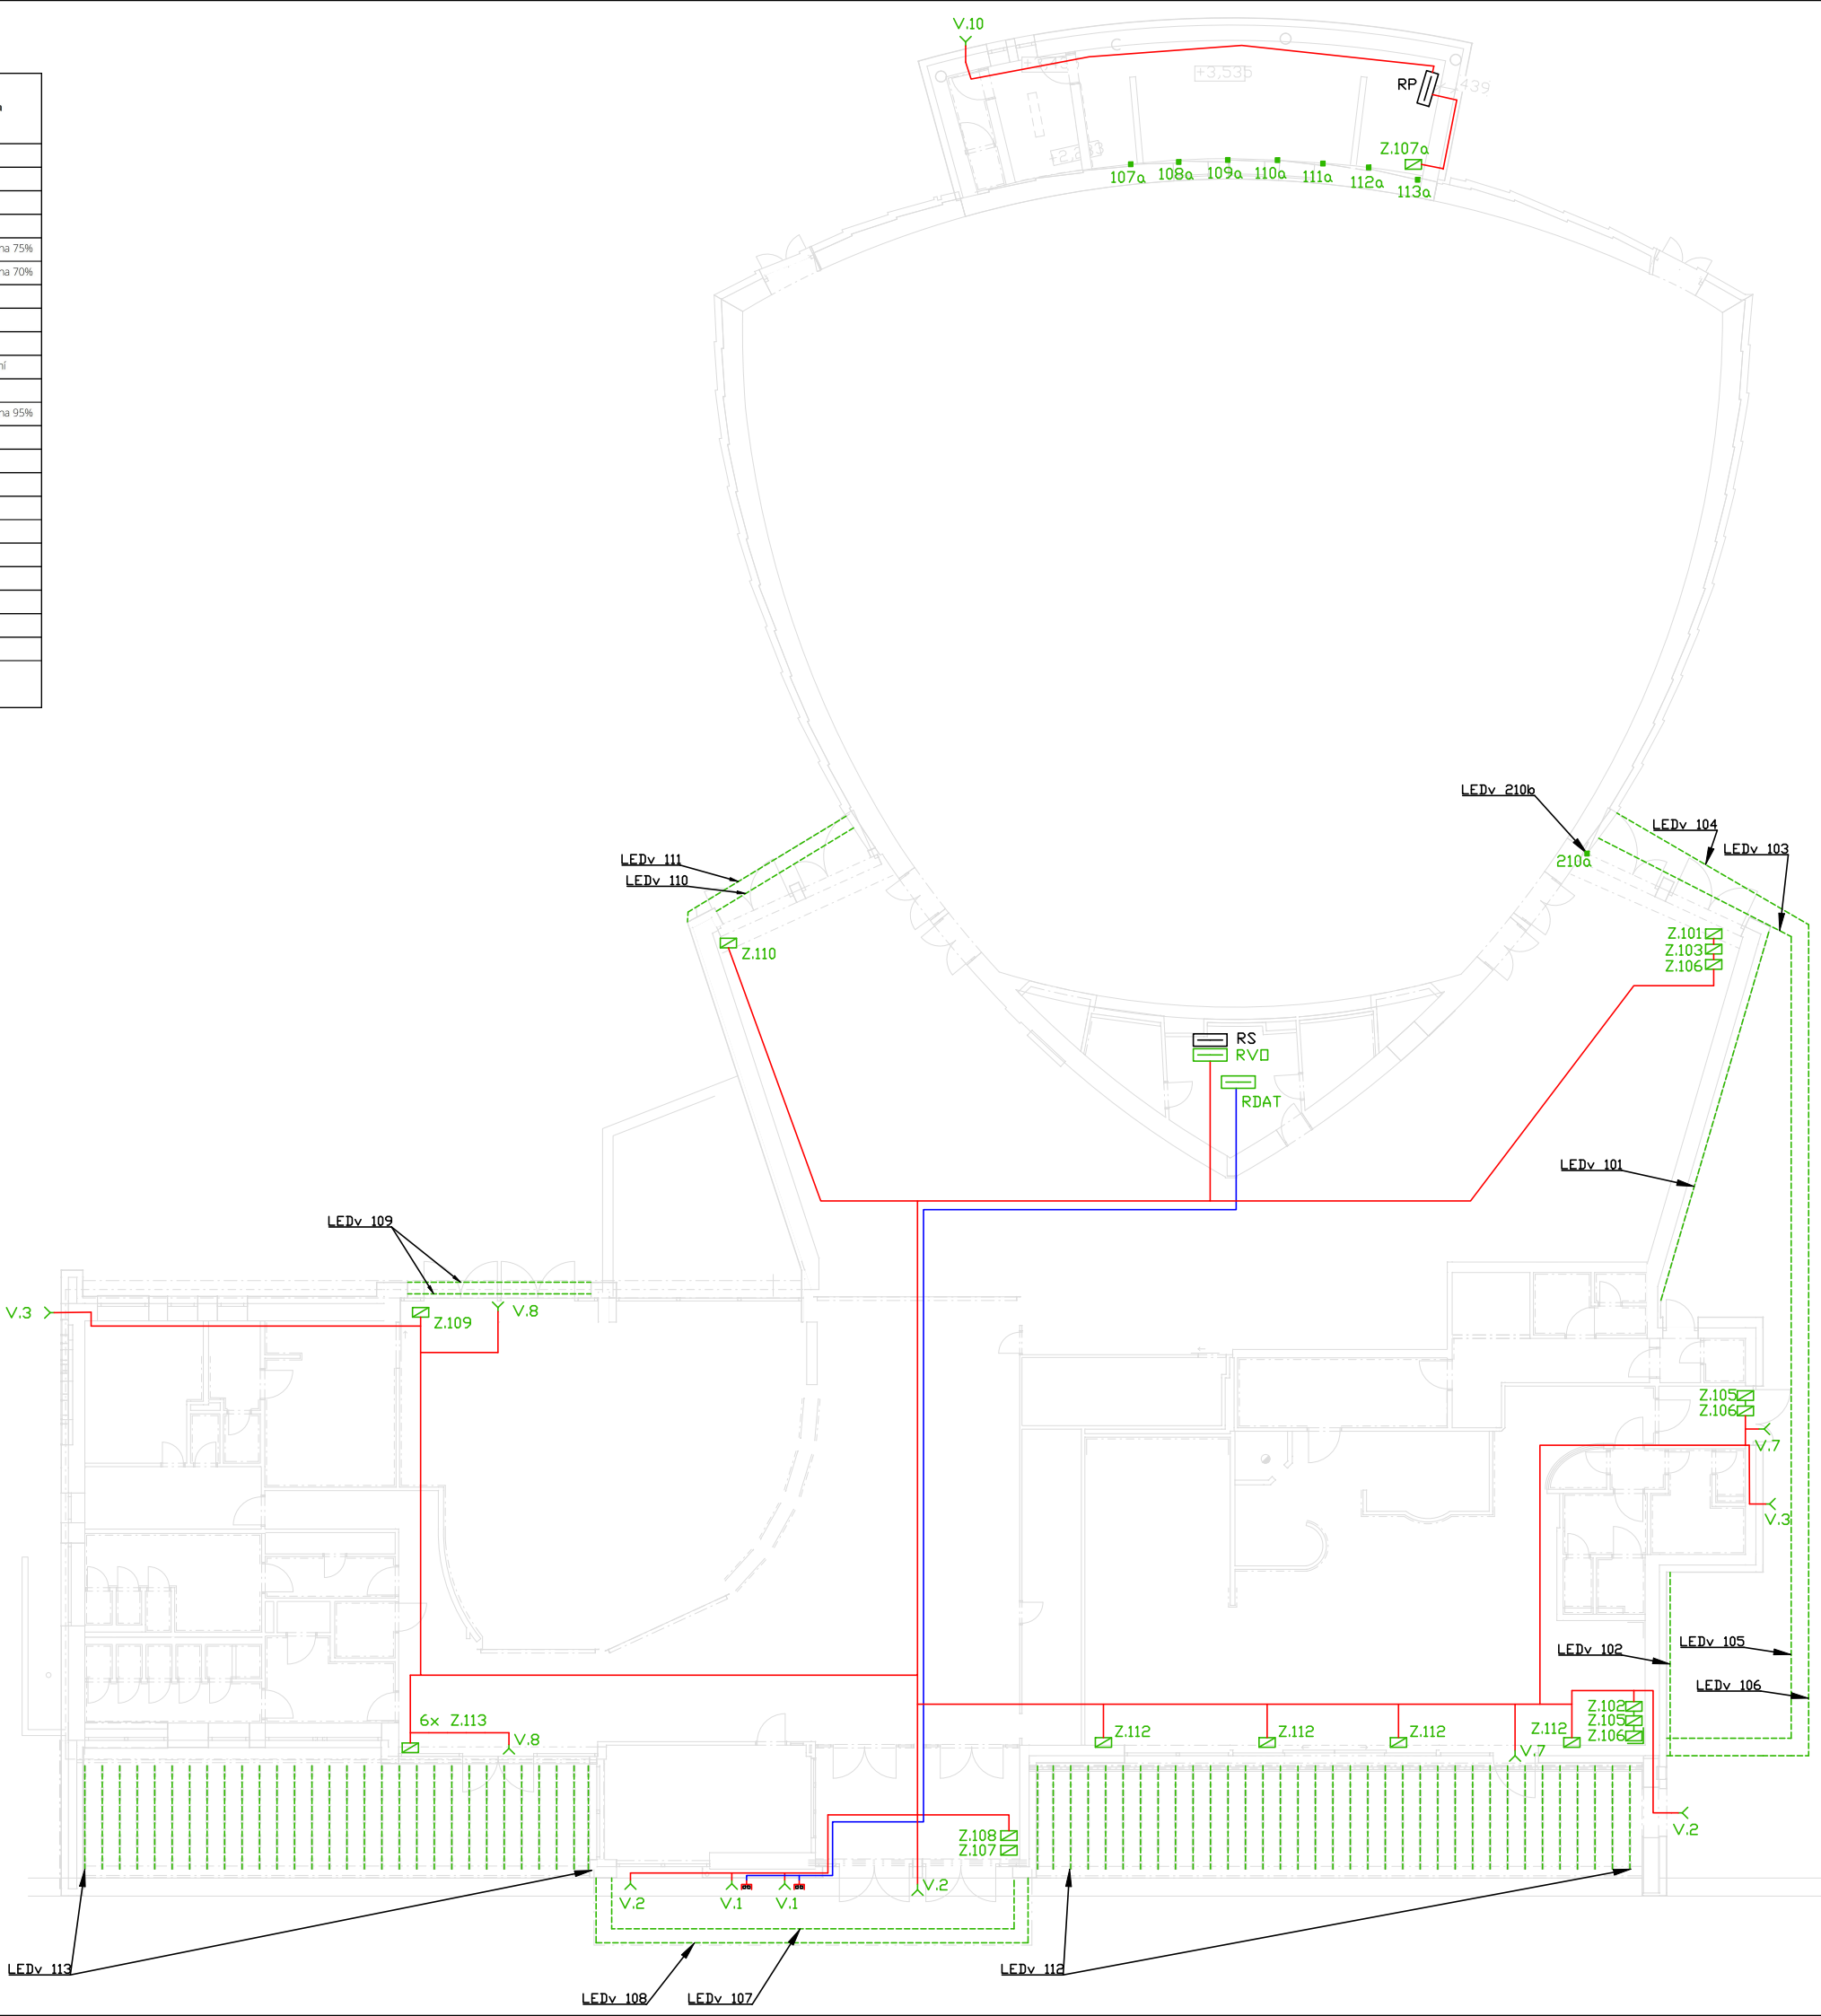 V.10
+3,535
RP
439
Z.107a
107a
108a
109a
110a
111a
112a
113a
na 75%
na 70%
ní
na 95%
LEDv 210b
210a
LEDv 104
LEDv 103
LEDv 111
LEDv 110
Z.110
Z.101
Z.103
Z.106
RS
RVO
RDAT
LEDv 101
LEDv 109
V.3
Z.109
V.8
Z.105
Z.106
V.7
V.3
LEDv 102
LEDv 105
LEDv 106
6x Z.113
V.8
Z.112
Z.112
Z.112
Z.112
V.7
Z.102
Z.105
Z.106
V.2
Z.108
Z.107
V.2
V.1
V.1
V.2
LEDv 113
LEDv 112
LEDv 108
LEDv 107